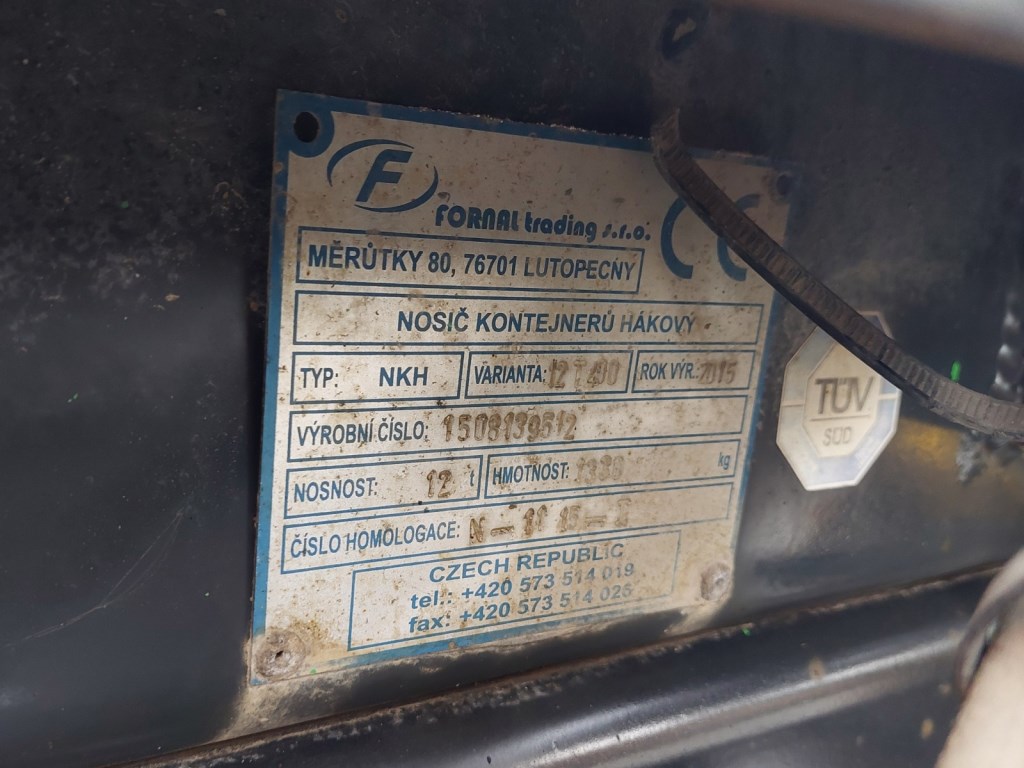 F
FORNAL trading s.r.o.
CE
MĚRŮTKY 80, 76701 LUTOPECNY
NOSIČ KONTEJNERŮ HÁKOVÝ
TYP: NKH VARIANTA: 12 T 400 ROK VÝR.: 2015
VÝROBNÍ ČÍSLO: 1508139512
NOSNOST: 12 t HMOTNOST: kg
ČÍSLO HOMOLOGACE:
CZECH REPUBLIC
tel.: +420 573 514 019
fax: +420 573 514 025
TÜV
SÜD